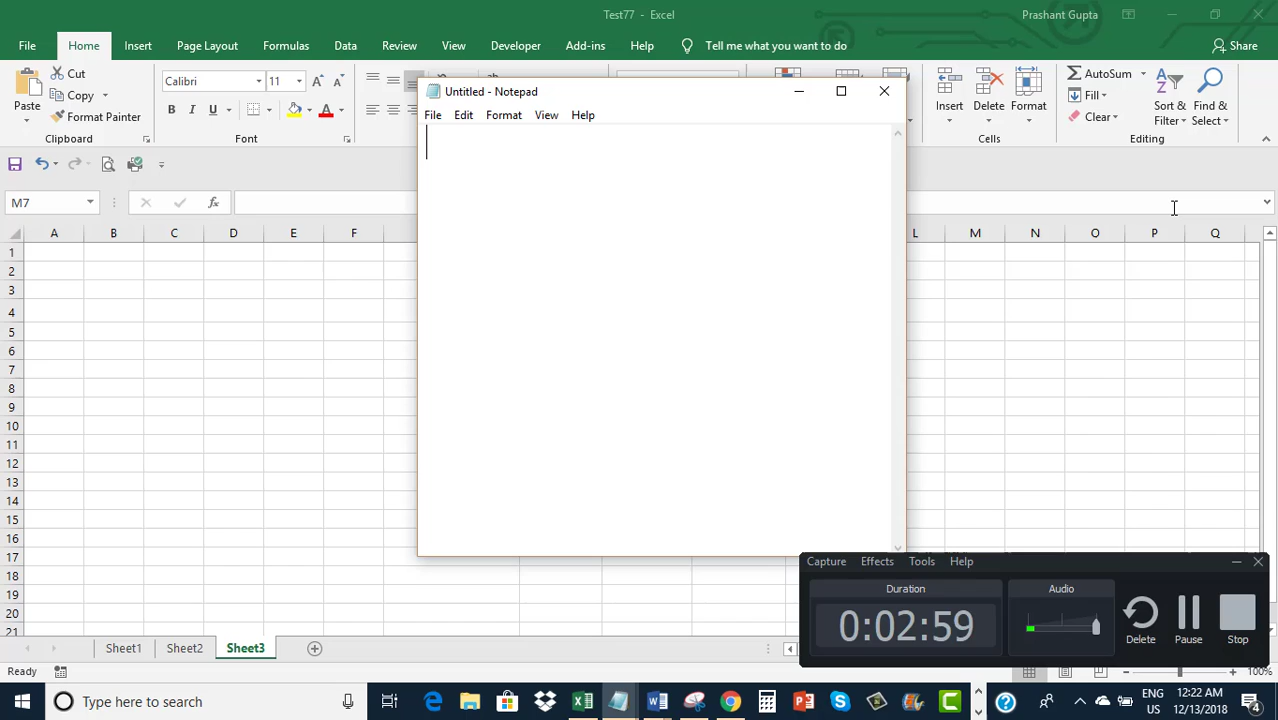 Test77 - Excel
Prashant Gupta
File Home Insert Page Layout Formulas Data Review View Developer Add-ins Help Tell me what you want to do Share
Paste
Cut
Copy
Format Painter
Clipboard
Calibri 11
B I U
A
Font
Insert
Delete
Format
Cells
AutoSum
Fill
Clear
Sort & Filter
Find & Select
Editing
Untitled - Notepad
File Edit Format View Help
M7
fx
A B C D E F L M N O P Q
1
2
3
4
5
6
7
8
9
10
11
12
13
14
15
16
17
18
19
20
21
Capture Effects Tools Help
Duration
0:02:59
Audio
Delete
Pause
Stop
Sheet1 Sheet2 Sheet3
Ready
100%
Type here to search
ENG
US
12:22 AM
12/13/2018
4